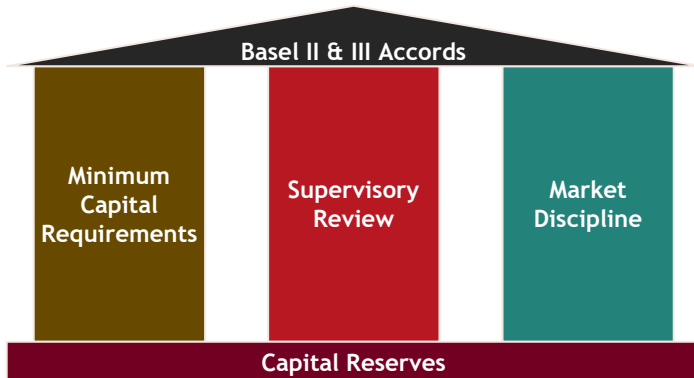 Basel II & III Accords
Minimum
Capital
Requirements
Supervisory
Review
Market
Discipline
Capital Reserves